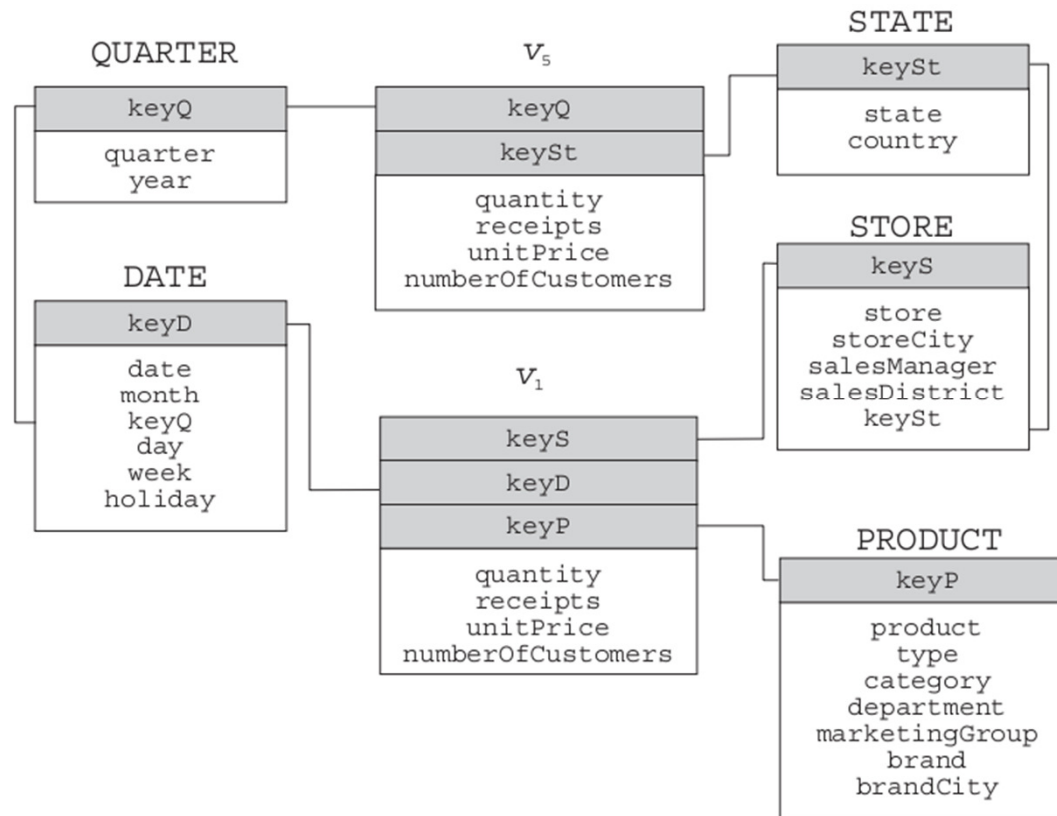 QUARTER
keyQ
quarter
year
DATE
keyD
date
month
keyQ
day
week
holiday
V₅
keyQ
keySt
quantity
receipts
unitPrice
numberOfCustomers
V₁
keyS
keyD
keyP
quantity
receipts
unitPrice
numberOfCustomers
STATE
keySt
state
country
STORE
keyS
store
storeCity
salesManager
salesDistrict
keySt
PRODUCT
keyP
product
type
category
department
marketingGroup
brand
brandCity